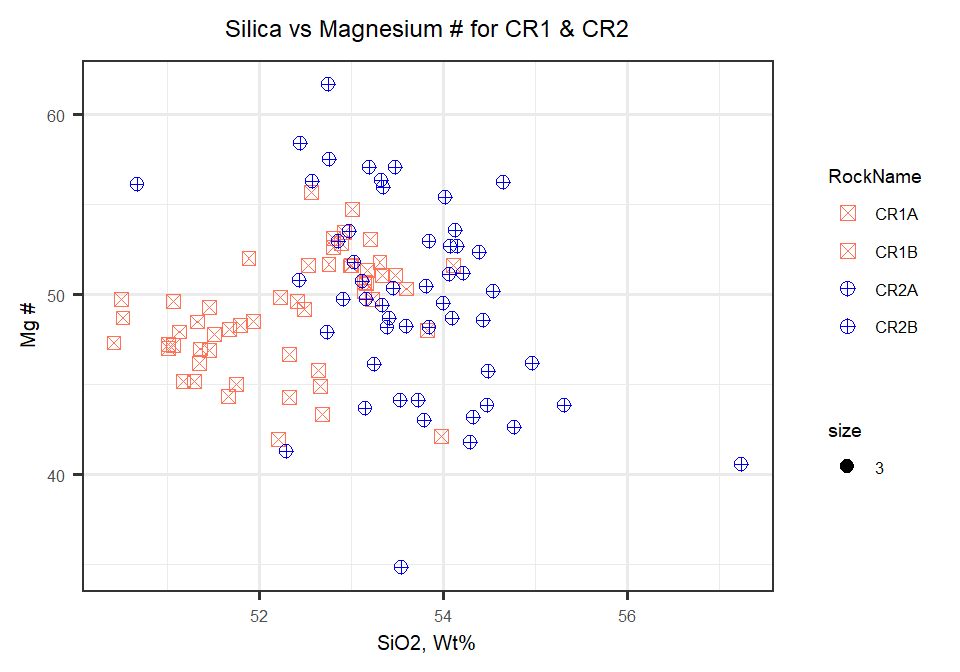 Silica vs Magnesium # for CR1 & CR2
60
50
40
Mg #
52
54
56
SiO2, Wt%
RockName
CR1A
CR1B
CR2A
CR2B
size
3